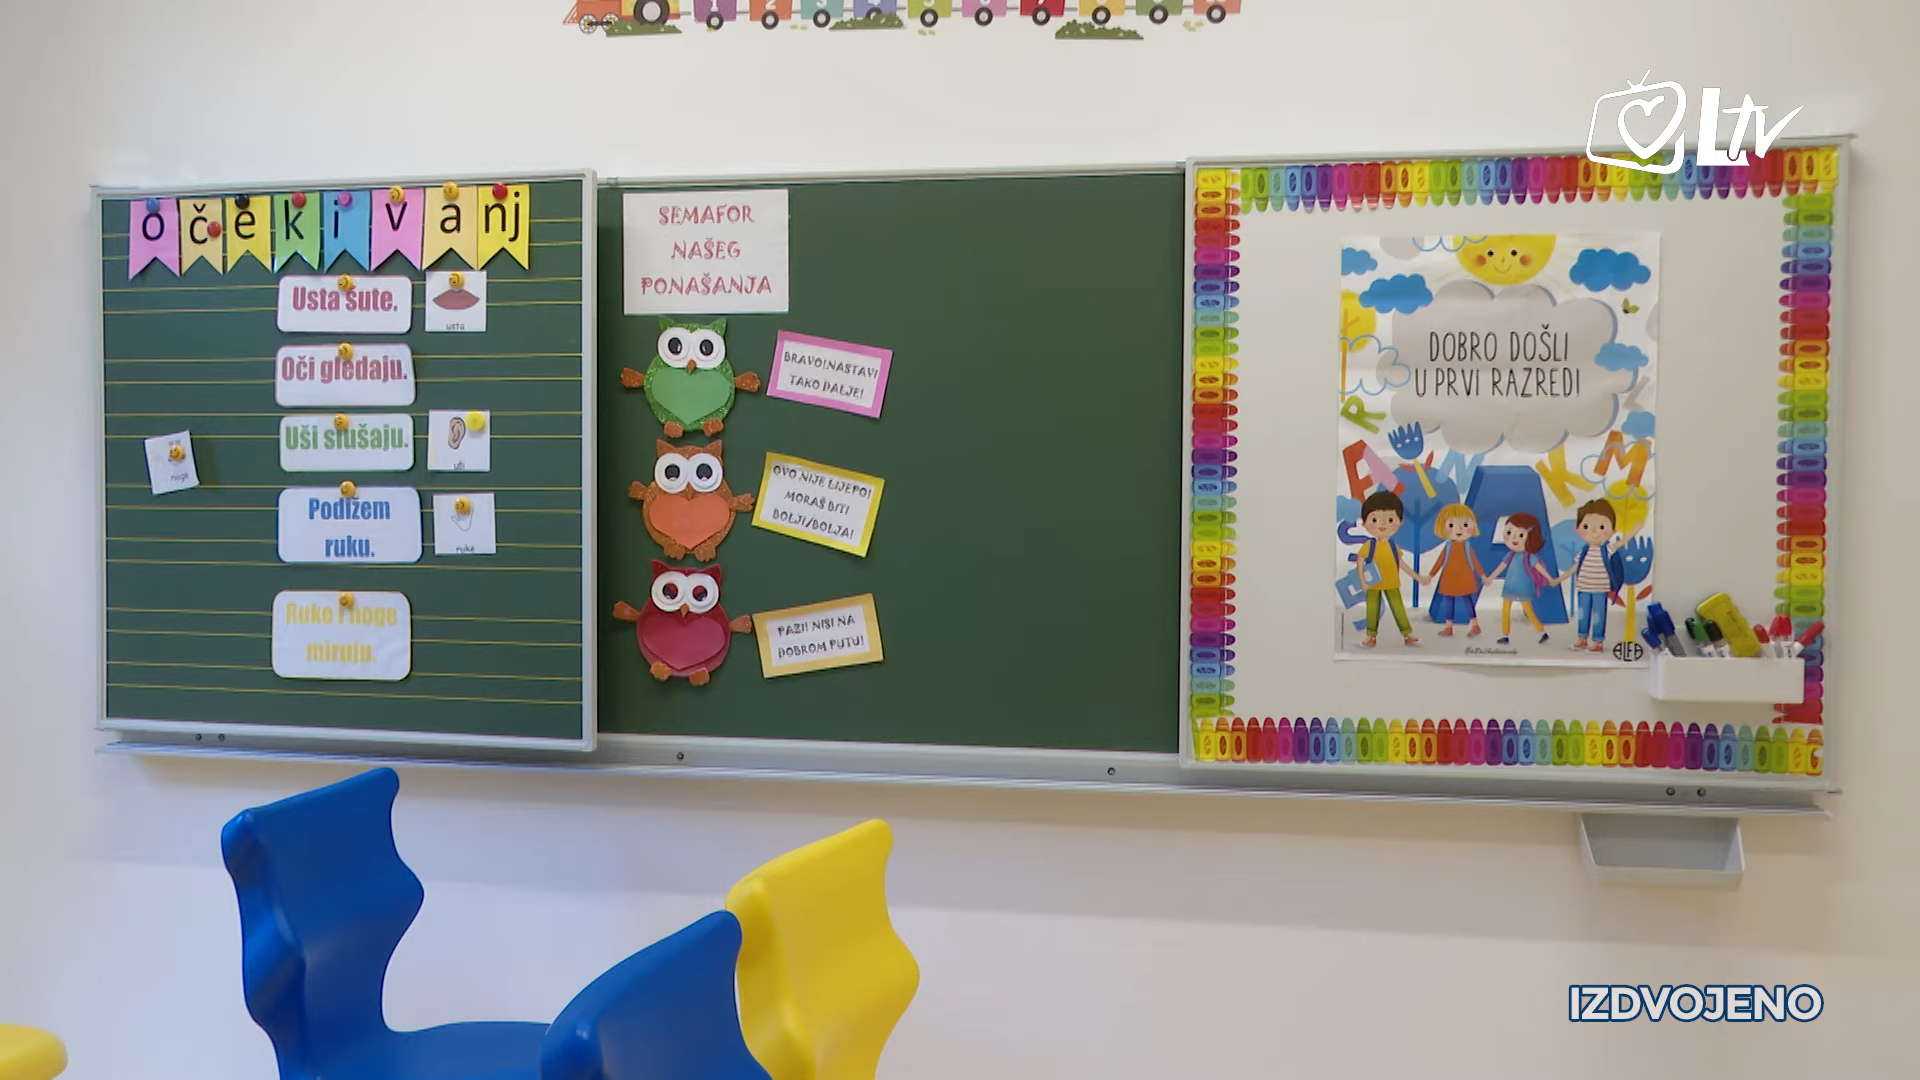 LTV
očekivanj
Usta šute.
usta
Oči gledaju.
Uši slušaju.
uši
noge
Podižem
ruku.
ruka
Ruke i noge
miruju.
SEMAFOR
NAŠEG
PONAŠANJA
BRAVO! NASTAVI
TAKO DALJE!
OVO NIJE LIJEPO!
MORAŠ BITI
BOLJI/BOLJA!
PAZI! NISI NA
DOBROM PUTU!
DOBRO DOŠLI
U PRVI RAZRED!
R
E
A
I
N
K
M
A
ALFA
IZDVOJENO